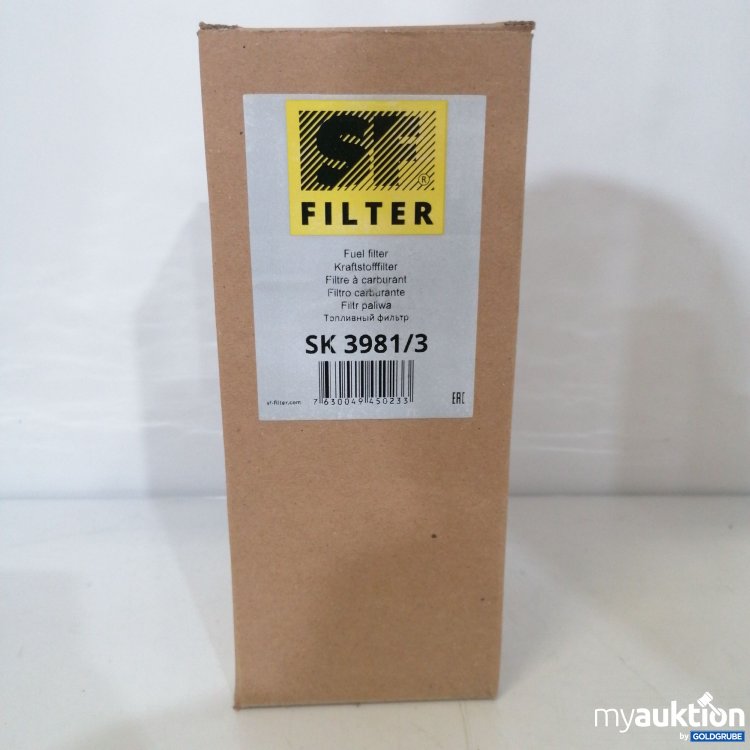 SF
®
FILTER
Fuel filter
Kraftstofffilter
Filtre à carburant
Filtro carburante
Filtr paliwa
Топливный фильтр
SK 3981/3
sf-filter.com
7 630049 450233
EAC
myauktion
by GOLDGRUBE